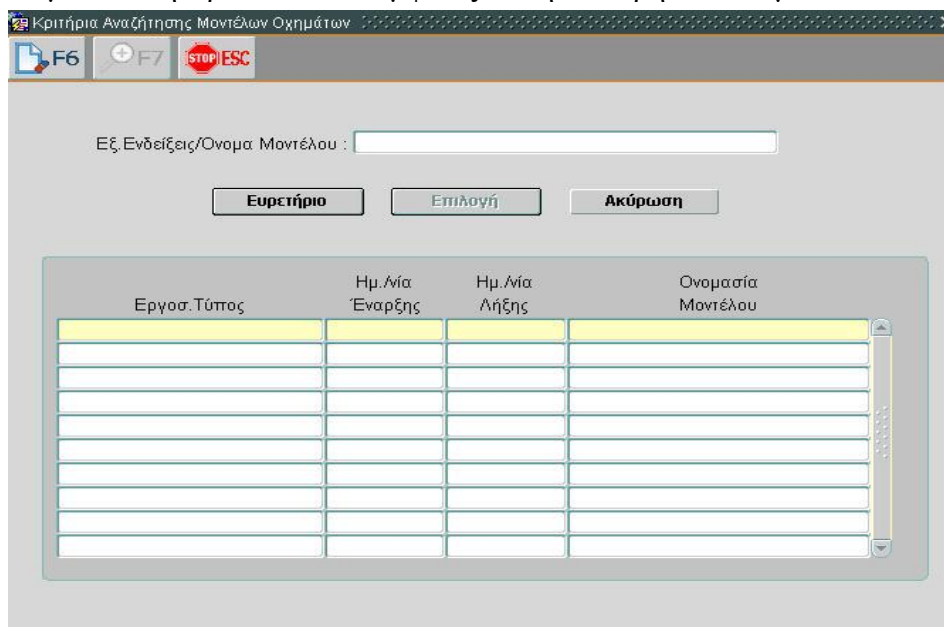 Κριτήρια Αναζήτησης Μοντέλων Οχημάτων
F6 F7 STOP ESC
Εξ.Ενδείξεις/Όνομα Μοντέλου :
Ευρετήριο Επιλογή Ακύρωση
Ημ./νία Ημ./νία Ονομασία
Εργοσ.Τύπος Έναρξης Λήξης Μοντέλου